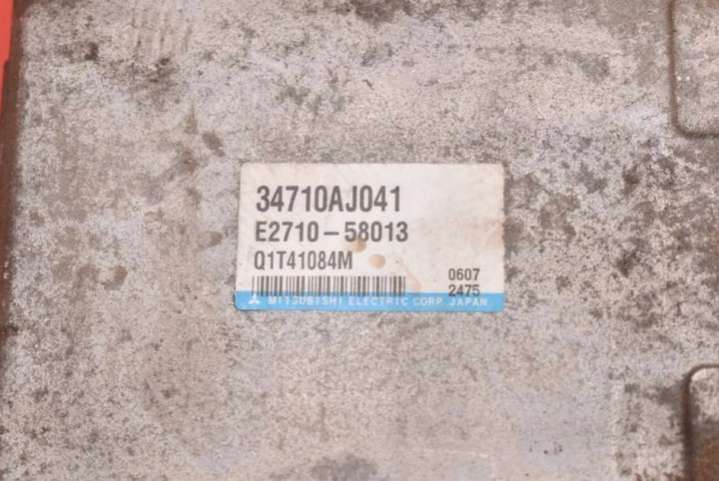 34710AJ041
E2710-58013
Q1T41084M
0607
2475
MITSUBISHI ELECTRIC CORP. JAPAN